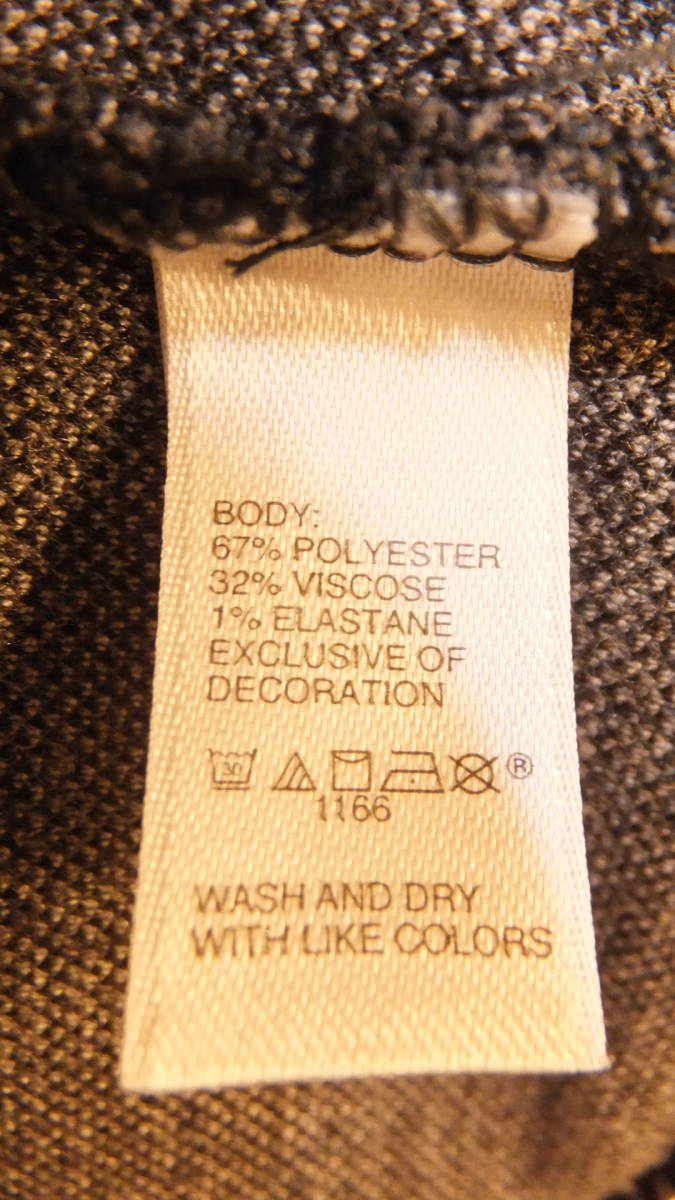 BODY:
67% POLYESTER
32% VISCOSE
1% ELASTANE
EXCLUSIVE OF
DECORATION
30 ®
1166
WASH AND DRY
WITH LIKE COLORS